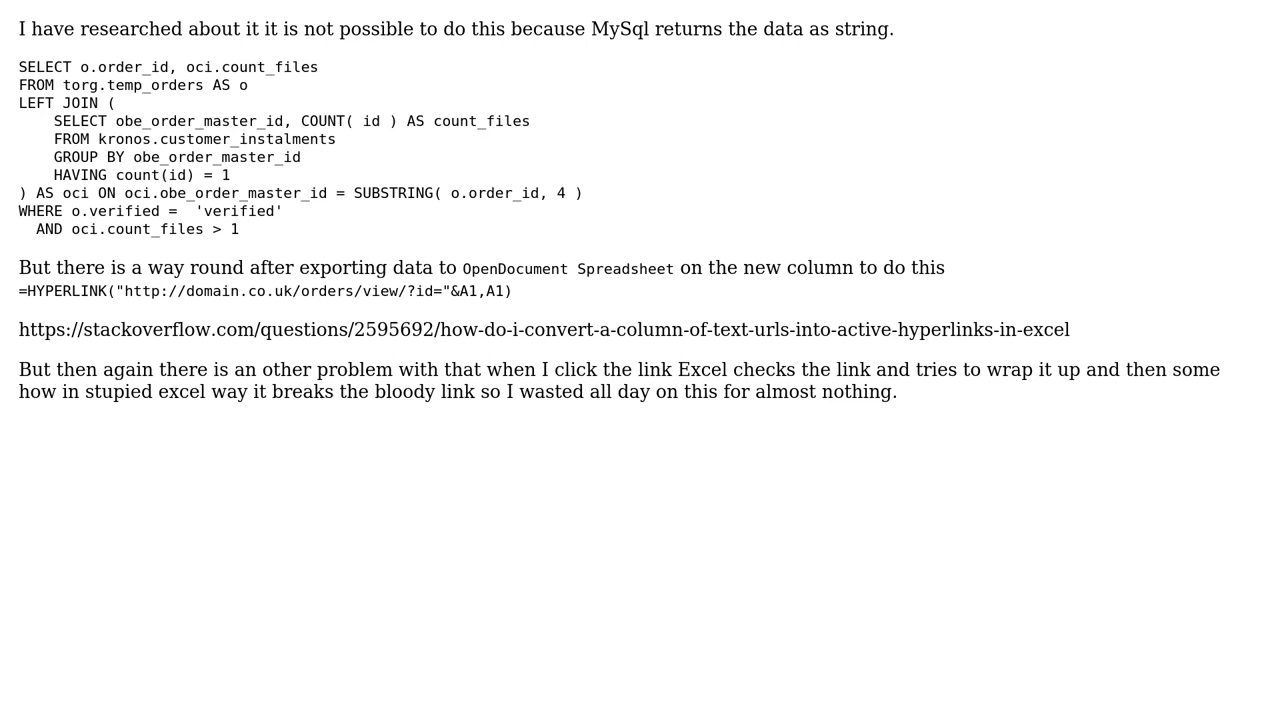 I have researched about it it is not possible to do this because MySql returns the data as string.
SELECT o.order_id, oci.count_files
FROM torg.temp_orders AS o
LEFT JOIN (
    SELECT obe_order_master_id, COUNT( id ) AS count_files
    FROM kronos.customer_instalments
    GROUP BY obe_order_master_id
    HAVING count(id) = 1
) AS oci ON oci.obe_order_master_id = SUBSTRING( o.order_id, 4 )
WHERE o.verified =  'verified'
  AND oci.count_files > 1
But there is a way round after exporting data to OpenDocument Spreadsheet on the new column to do this
=HYPERLINK("http://domain.co.uk/orders/view/?id="&A1,A1)
https://stackoverflow.com/questions/2595692/how-do-i-convert-a-column-of-text-urls-into-active-hyperlinks-in-excel
But then again there is an other problem with that when I click the link Excel checks the link and tries to wrap it up and then some
how in stupied excel way it breaks the bloody link so I wasted all day on this for almost nothing.